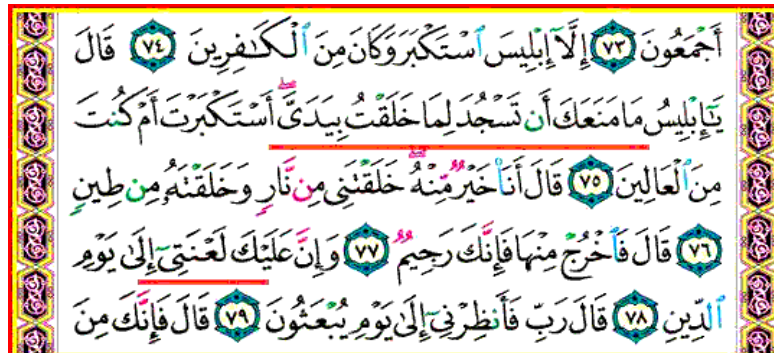 أَجْمَعُونَ ٧٣ إِلَّآ إِبْلِيسَ ٱسْتَكْبَرَ وَكَانَ مِنَ ٱلْكَٰفِرِينَ ٧٤ قَالَ
يَٰٓإِبْلِيسُ مَا مَنَعَكَ أَن تَسْجُدَ لِمَا خَلَقْتُ بِيَدَىَّ ۖ أَسْتَكْبَرْتَ أَمْ كُنتَ
مِنَ ٱلْعَالِينَ ٧٥ قَالَ أَنَا۠ خَيْرٌ مِّنْهُ ۖ خَلَقْتَنِى مِن نَّارٍ وَخَلَقْتَهُۥ مِن طِينٍ
٧٦ قَالَ فَٱخْرُجْ مِنْهَا فَإِنَّكَ رَجِيمٌ ٧٧ وَإِنَّ عَلَيْكَ لَعْنَتِىٓ إِلَىٰ يَوْمِ
ٱلدِّينِ ٧٨ قَالَ رَبِّ فَأَنظِرْنِىٓ إِلَىٰ يَوْمِ يُبْعَثُونَ ٧٩ قَالَ فَإِنَّكَ مِنَ